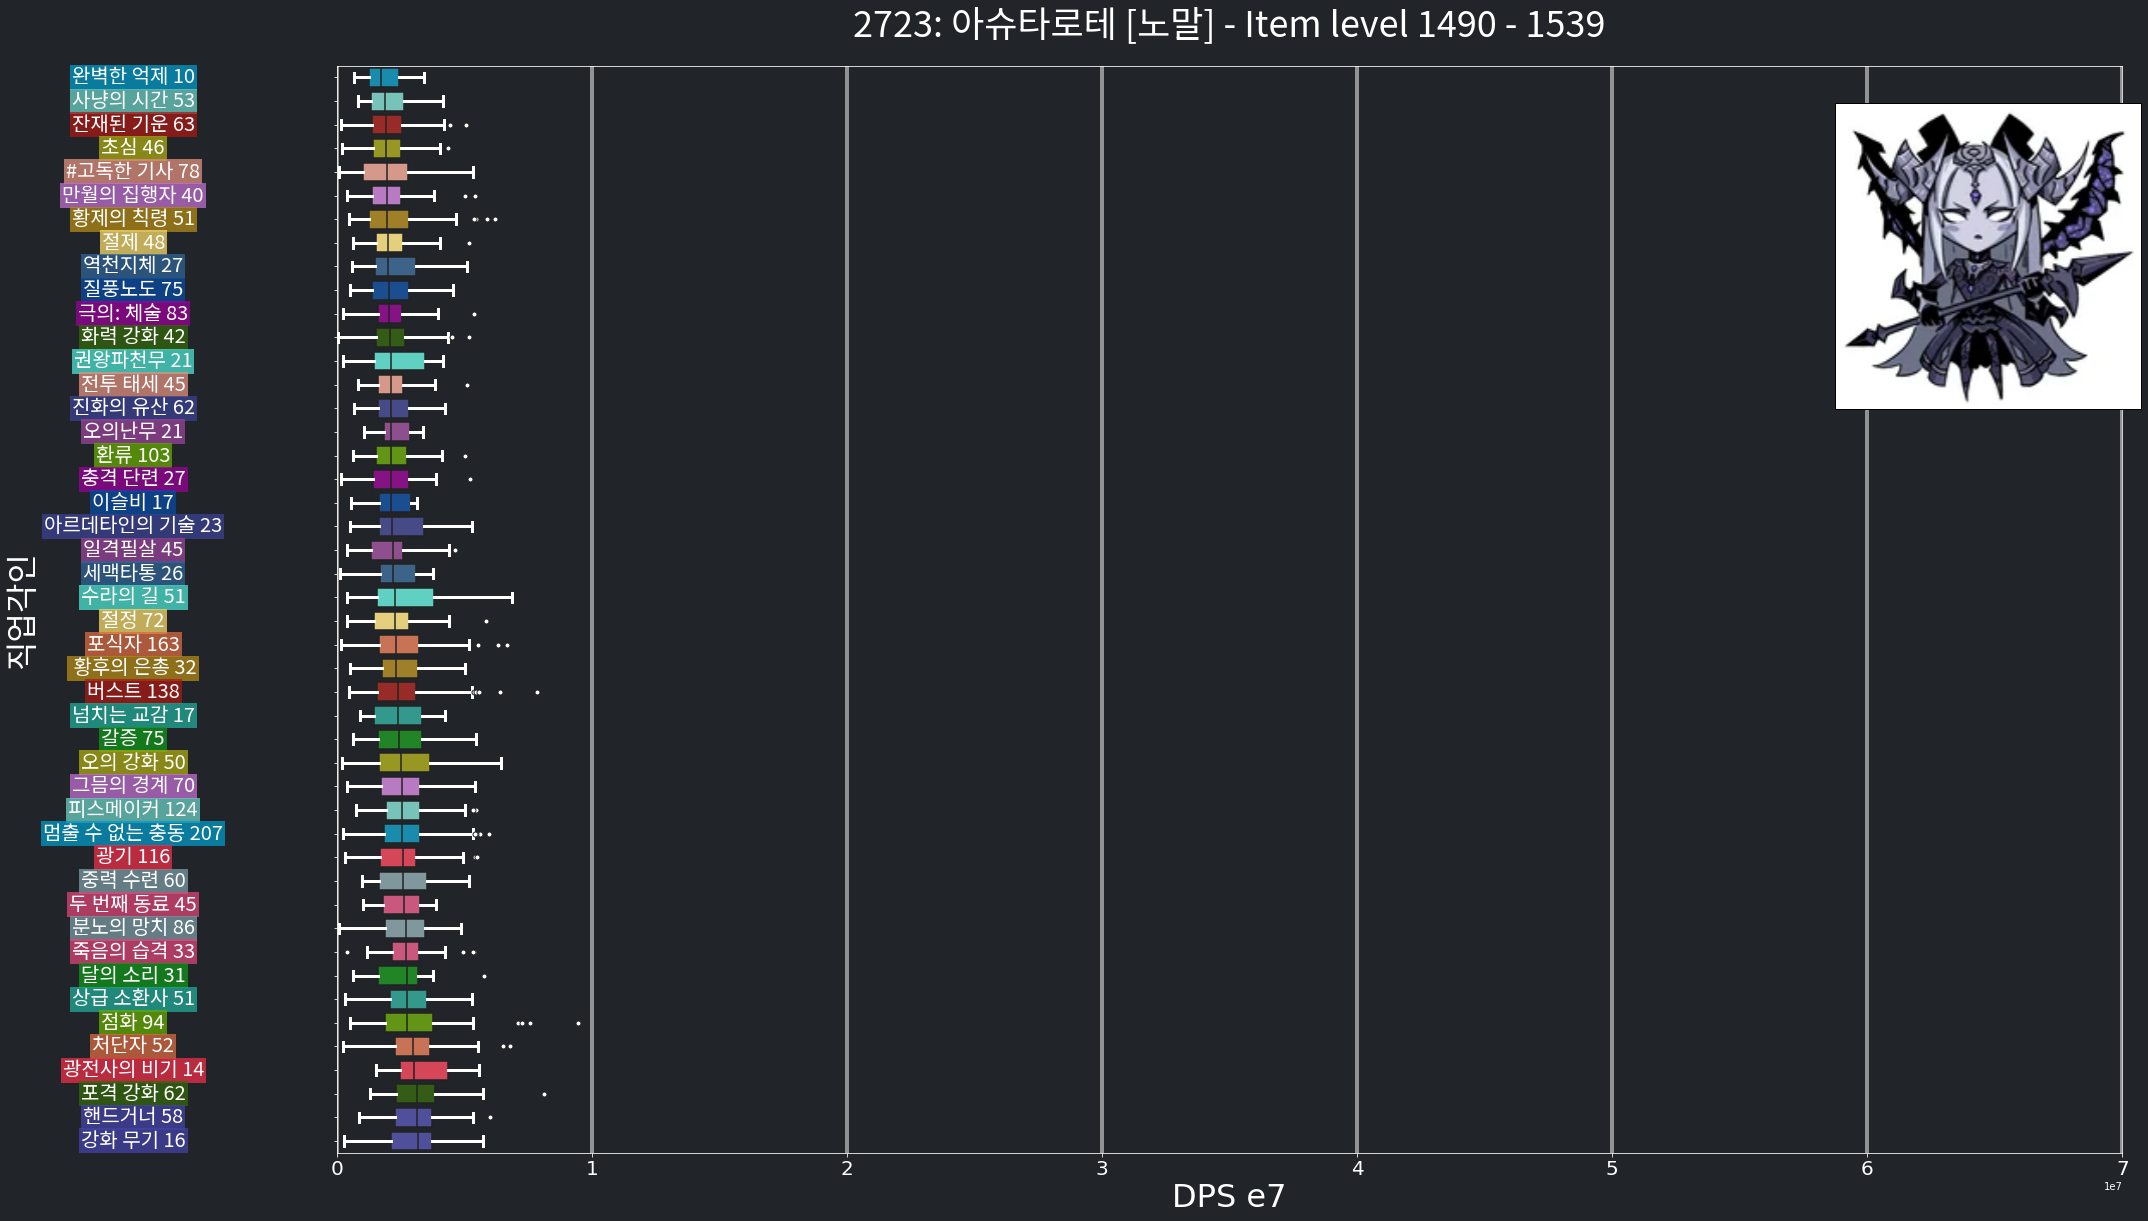 2723: 아슈타로테 [노말] - Item level 1490 - 1539
완벽한 억제 10
사냥의 시간 53
잔재된 기운 63
초심 46
#고독한 기사 78
만월의 집행자 40
황제의 칙령 51
절제 48
역천지체 27
질풍노도 75
극의: 체술 83
화력 강화 42
권왕파천무 21
전투 태세 45
진화의 유산 62
오의난무 21
환류 103
충격 단련 27
이슬비 17
아르데타인의 기술 23
일격필살 45
세맥타통 26
수라의 길 51
절정 72
포식자 163
황후의 은총 32
버스트 138
넘치는 교감 17
갈증 75
오의 강화 50
그믐의 경계 70
피스메이커 124
멈출 수 없는 충동 207
광기 116
중력 수련 60
두 번째 동료 45
분노의 망치 86
죽음의 습격 33
달의 소리 31
상급 소환사 51
점화 94
처단자 52
광전사의 비기 14
포격 강화 62
핸드거너 58
강화 무기 16
직업각인
0 1 2 3 4 5 6 7
1e7
DPS e7